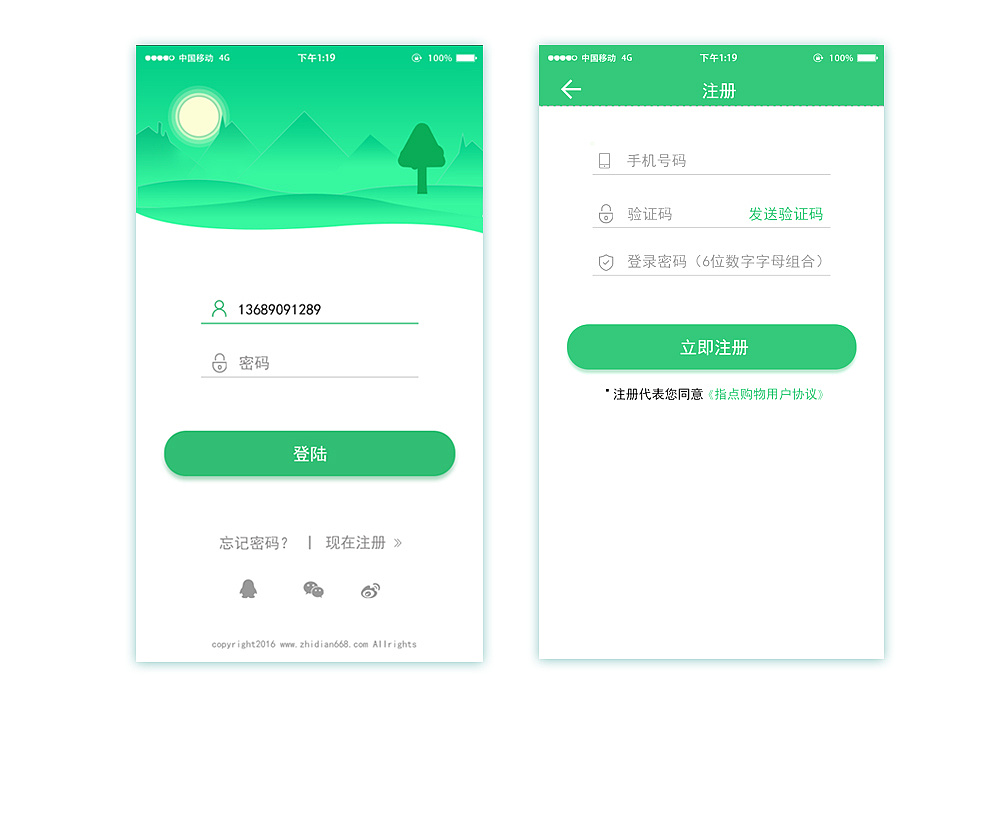 中国移动 4G 下午1:19 100%
13689091289
密码
登陆
忘记密码? | 现在注册 »
copyright2016 www.zhidian668.com Allrights
中国移动 4G 下午1:19 100%
注册
手机号码
验证码 发送验证码
登录密码（6位数字字母组合）
立即注册
* 注册代表您同意《指点购物用户协议》